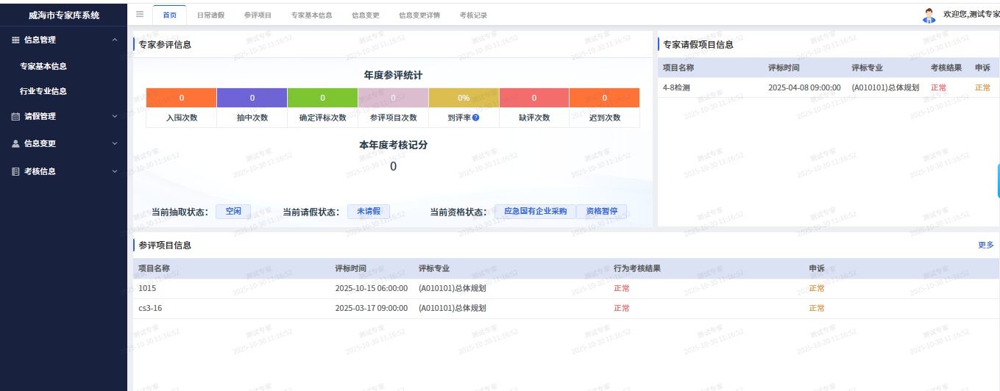 威海市专家库系统
首页 日常请假 参评项目 专家基本信息 信息变更 信息变更详情 考核记录
欢迎您,测试专家
信息管理
专家基本信息
行业专业信息
请假管理
信息变更
考核信息
专家参评信息
年度参评统计
0 0 0 0 0% 0 0
入围次数 抽中次数 确定评标次数 参评项目次数 到评率 缺评次数 迟到次数
本年度考核记分
0
当前抽取状态： 空闲 当前请假状态： 未请假 当前资格状态： 应急国有企业采购 资格暂停
专家请假项目信息
项目名称 评标时间 评标专业 考核结果 申诉
4-8检测 2025-04-08 09:00:00 (A010101)总体规划 正常 正常
参评项目信息 更多
项目名称 评标时间 评标专业 行为考核结果 申诉
1015 2025-10-15 06:00:00 (A010101)总体规划 正常 正常
cs3-16 2025-03-17 09:00:00 (A010101)总体规划 正常 正常
测试专家
2025-10-30 11:16:52